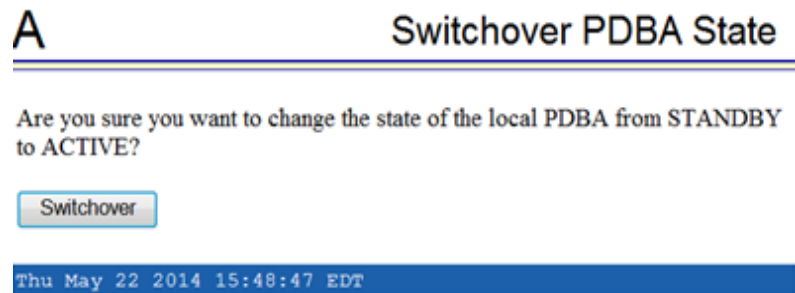 A Switchover PDBA State
Are you sure you want to change the state of the local PDBA from STANDBY
to ACTIVE?
Switchover
Thu May 22 2014 15:48:47 EDT